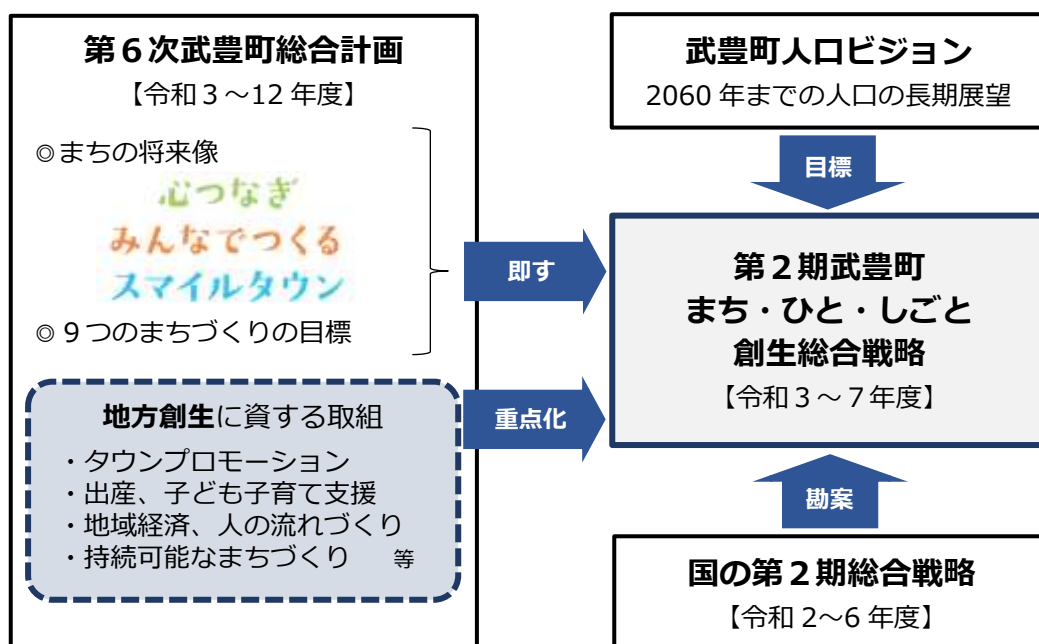 第６次武豊町総合計画
【令和３～12 年度】
◎まちの将来像
心つなぎ
みんなでつくる
スマイルタウン
◎９つのまちづくりの目標
地方創生に資する取組
・タウンプロモーション
・出産、子ども子育て支援
・地域経済、人の流れづくり
・持続可能なまちづくり　等
即す
重点化
武豊町人口ビジョン
2060 年までの人口の長期展望
目標
第２期武豊町
まち・ひと・しごと
創生総合戦略
【令和３～７年度】
勘案
国の第２期総合戦略
【令和 2～6 年度】